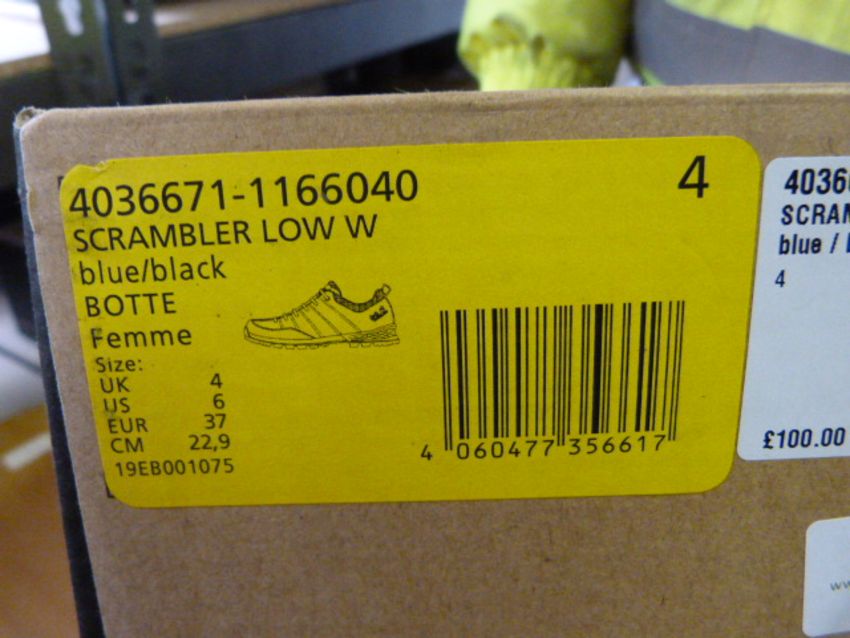 4036671-1166040
4
SCRAMBLER LOW W
blue/black
BOTTE
Femme
Size:
UK 4
US 6
EUR 37
CM 22,9
19EB001075
4 060477 356617
4036
SCRAM
blue /
4
£100.00